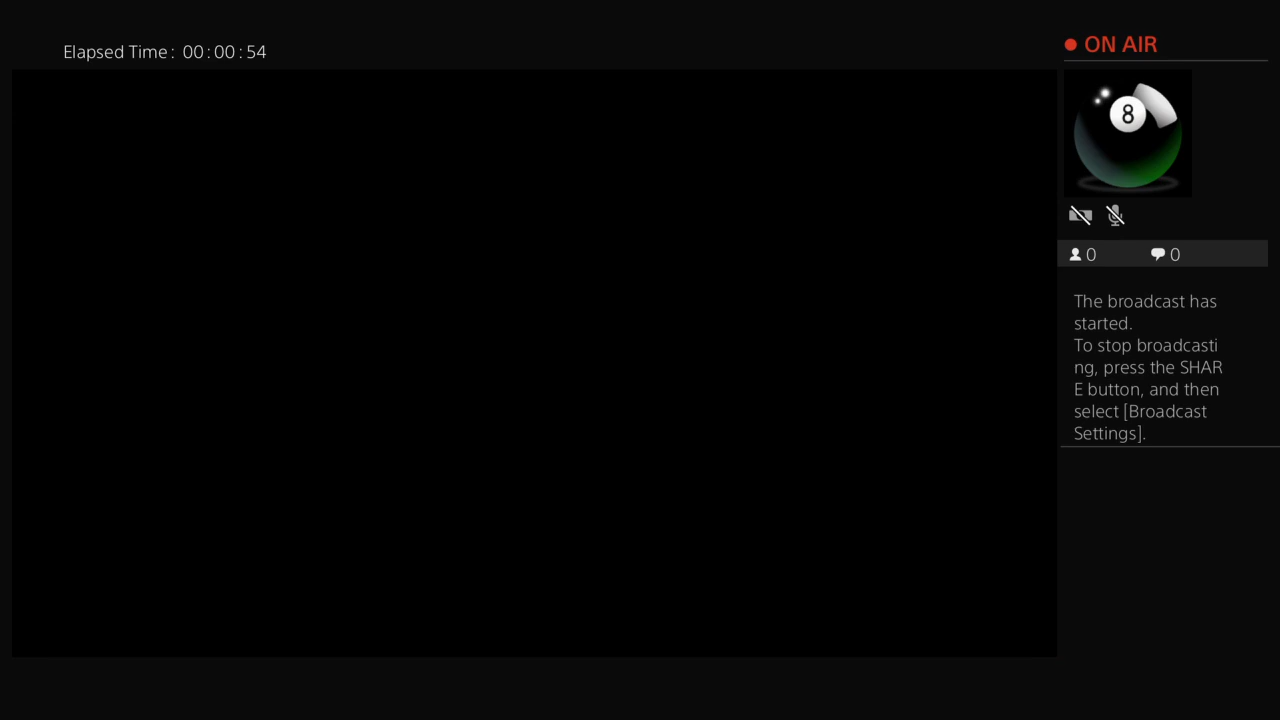 Elapsed Time: 00:00:54
ON AIR
8
0 0
The broadcast has
started.
To stop broadcasti
ng, press the SHAR
E button, and then
select [Broadcast
Settings].